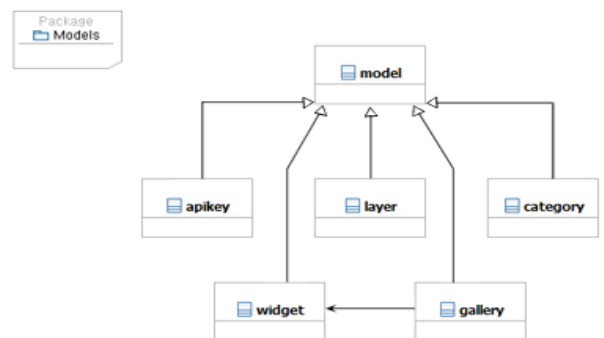 Package
Models
model
apikey
layer
category
widget
gallery